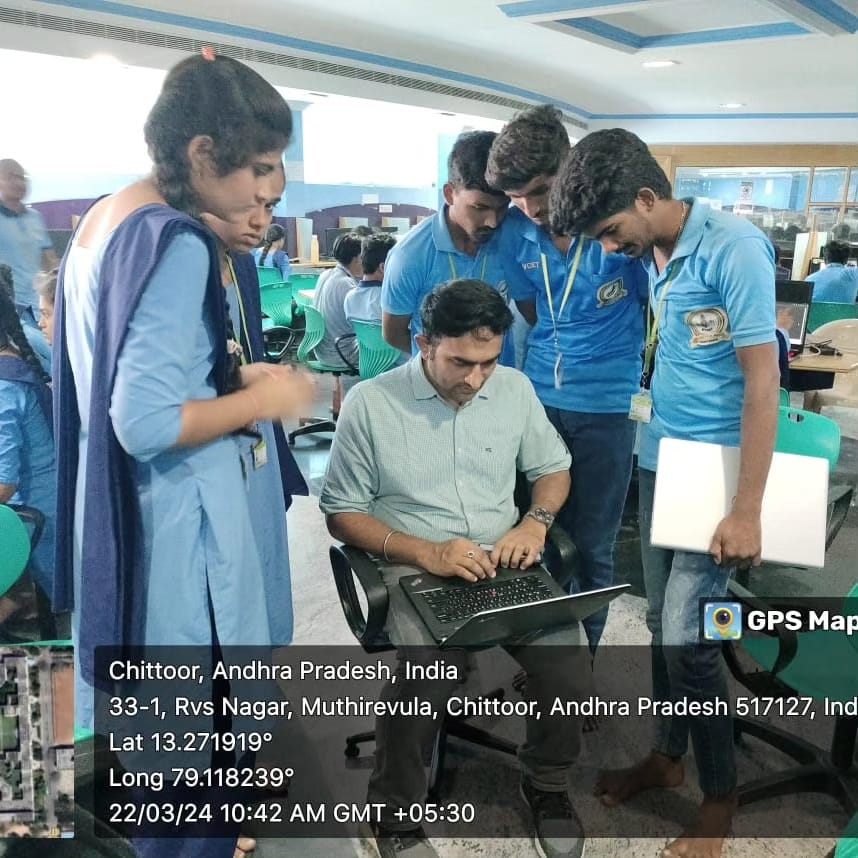 VCET
GPS Map
Chittoor, Andhra Pradesh, India
33-1, Rvs Nagar, Muthirevula, Chittoor, Andhra Pradesh 517127, Ind
Lat 13.271919°
Long 79.118239°
22/03/24 10:42 AM GMT +05:30